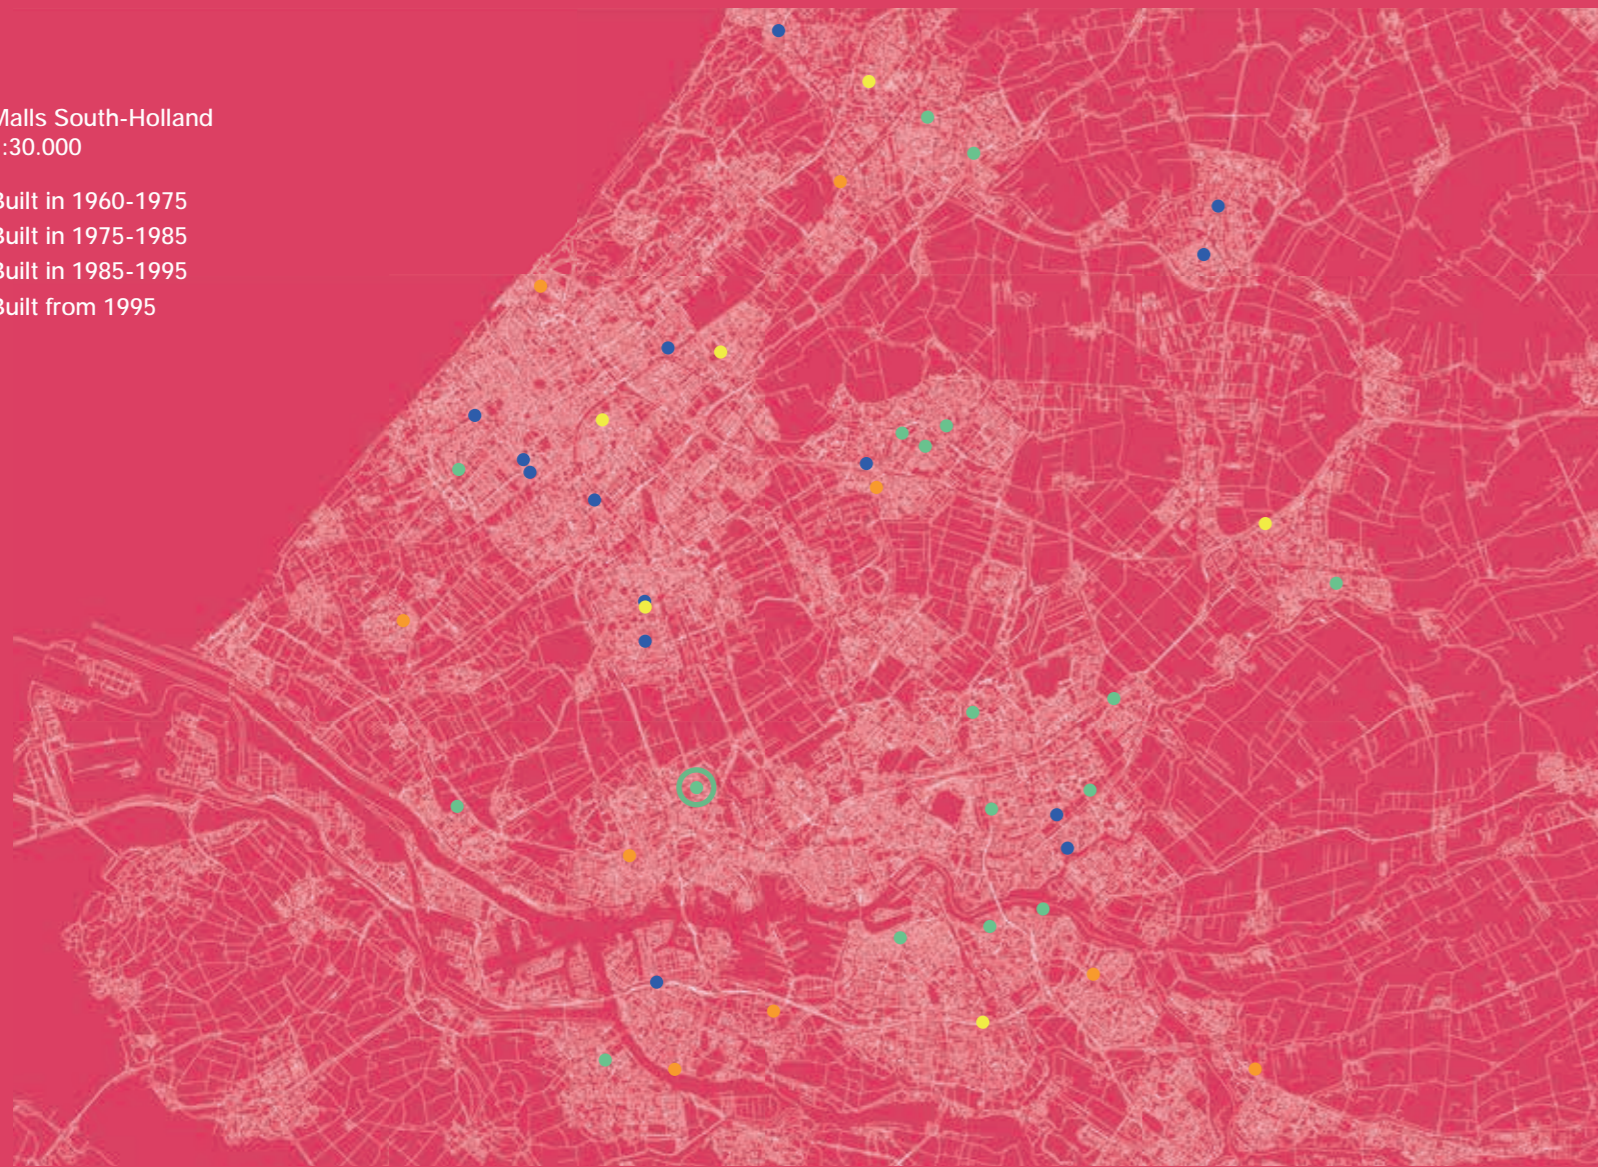 Malls South-Holland
:30.000
Built in 1960-1975
Built in 1975-1985
Built in 1985-1995
Built from 1995